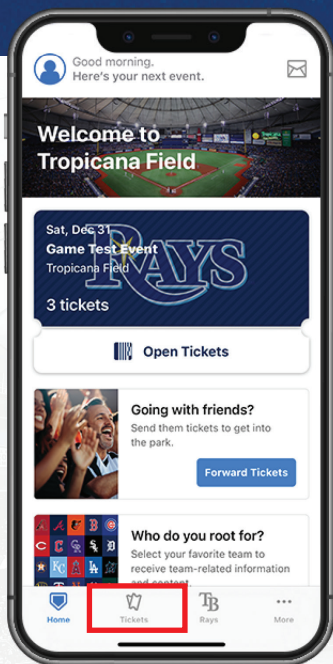 Good morning.
Here's your next event.
Welcome to
Tropicana Field
Sat, Dec 31
Game Test Event
Tropicana Field
RAYS
3 tickets
Open Tickets
Going with friends?
Send them tickets to get into
the park.
Forward Tickets
Who do you root for?
Select your favorite team to
receive team-related information
and content.
Home
Tickets
TB
Rays
More